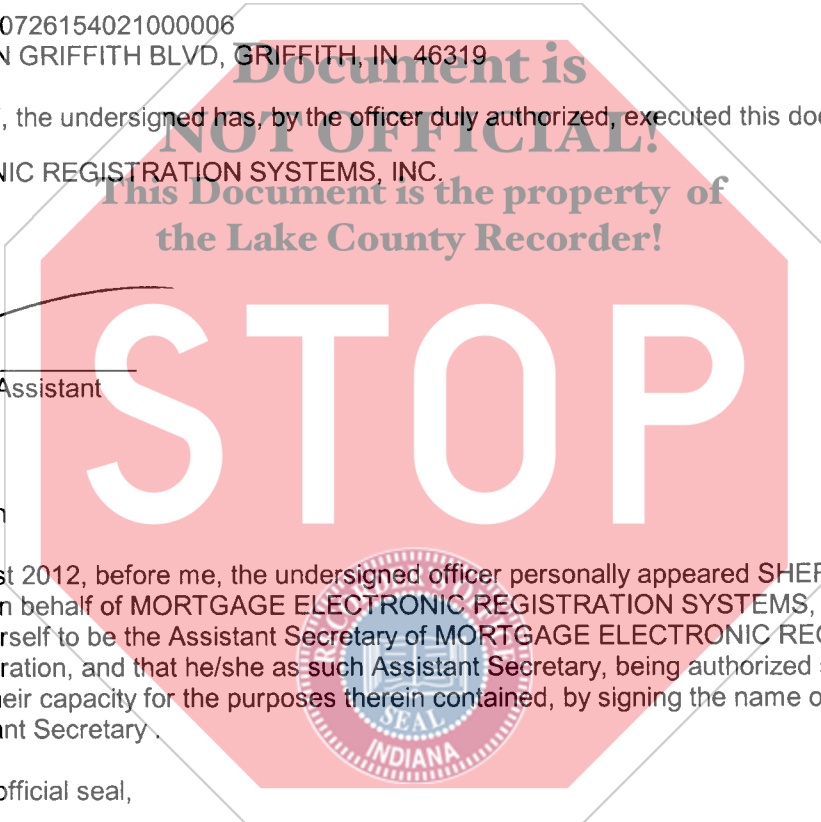 0726154021000006
N GRIFFITH BLVD, GRIFFITH, IN 46319
Document is
, the undersigned has, by the officer duly authorized, executed this doc
NOT OFFICIAL!
NIC REGISTRATION SYSTEMS, INC.
This Document is the property of
the Lake County Recorder!
STOP
Assistant
st 2012, before me, the undersigned officer personally appeared SHER
n behalf of MORTGAGE ELECTRONIC REGISTRATION SYSTEMS,
rself to be the Assistant Secretary of MORTGAGE ELECTRONIC REG
ration, and that he/she as such Assistant Secretary, being authorized s
heir capacity for the purposes therein contained, by signing the name o
nt Secretary .
official seal,
SEAL
INDIANA